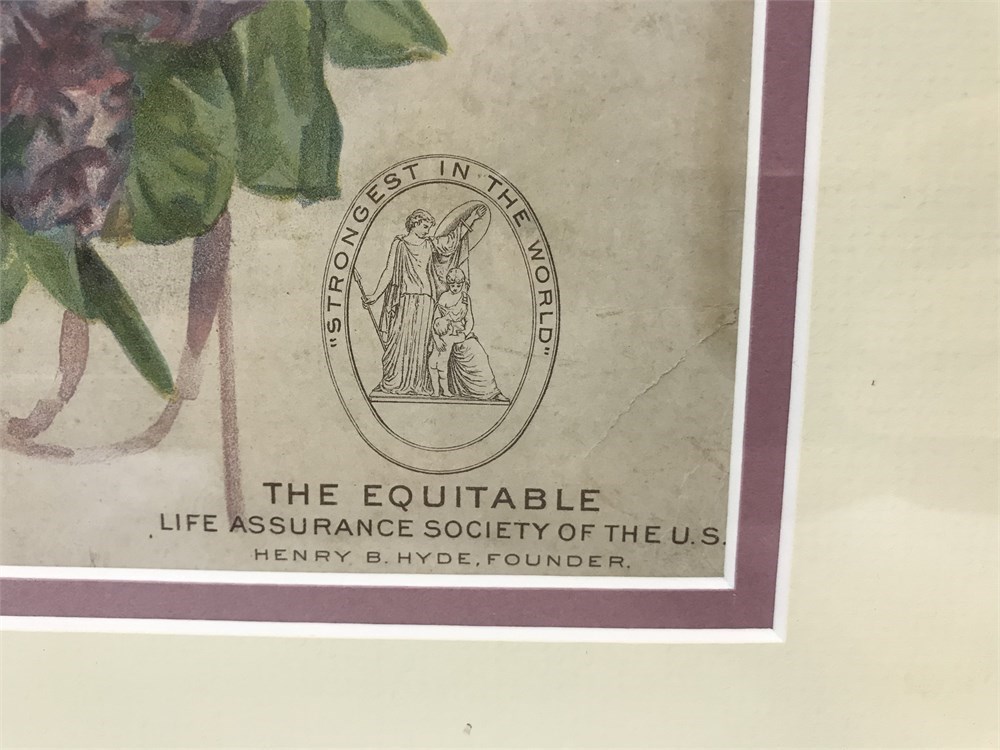 "STRONGEST IN THE WORLD"
THE EQUITABLE
LIFE ASSURANCE SOCIETY OF THE U.S.
HENRY B. HYDE, FOUNDER.